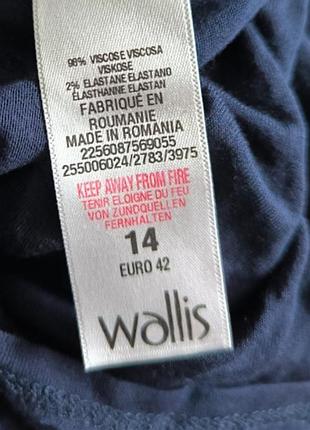 98% VISCOSE VISCOSA
VISKOSE
2% ELASTANE ELASTANO
ELASTHANNE ELASTAN
FABRIQUÉ EN
ROUMANIE
MADE IN ROMANIA
2256087569055
255006024/2783/3975
KEEP AWAY FROM FIRE
TENIR ELOIGNE DU FEU
VON ZUNDQUELLEN
FERNHALTEN
14
EURO 42
wallis